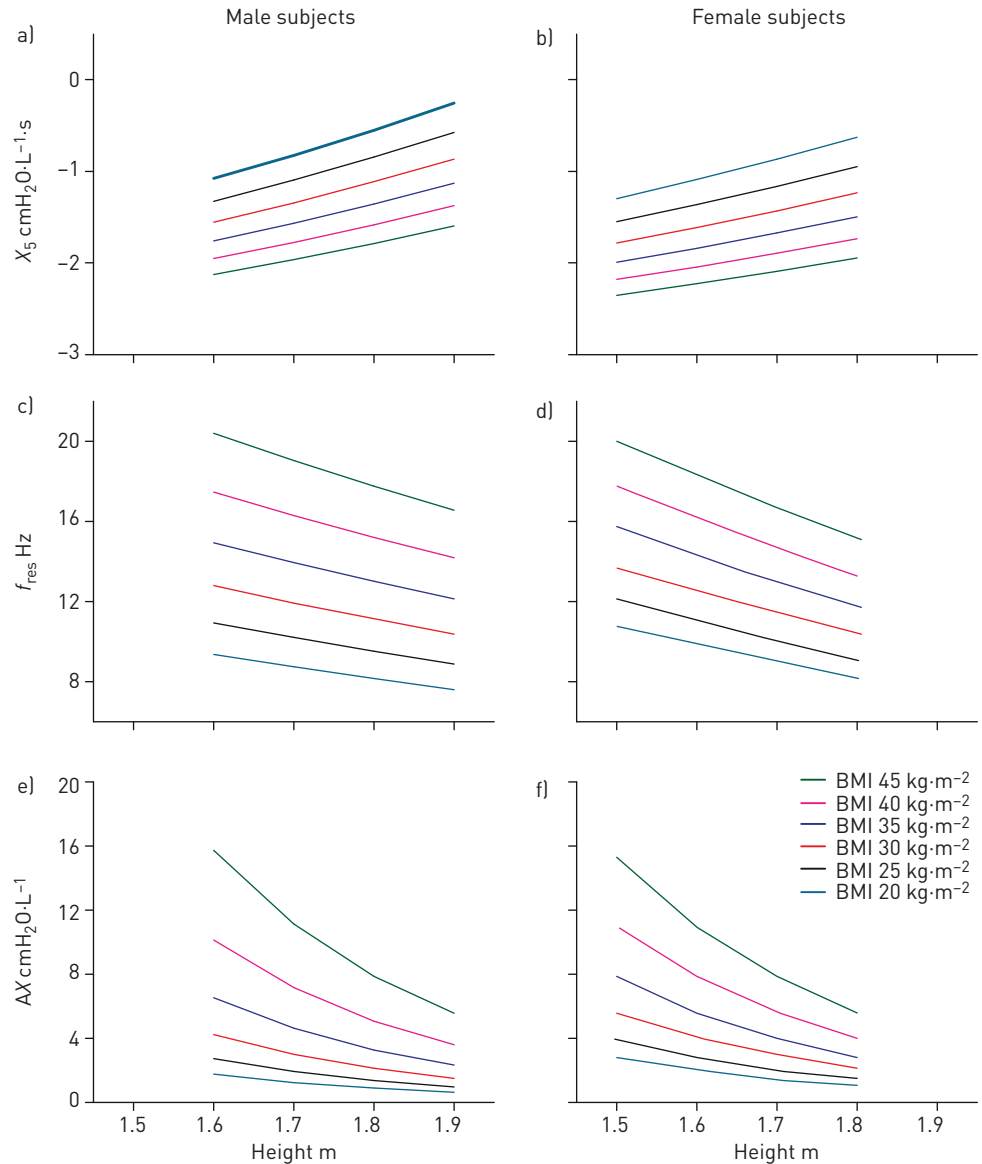 Male subjects
Female subjects
a)
b)
0
–1
–2
–3
X₅ cmH₂O·L⁻¹·s
c)
d)
20
16
12
8
f_res Hz
e)
f)
20
16
12
8
4
0
AX cmH₂O·L⁻¹
BMI 45 kg·m⁻²
BMI 40 kg·m⁻²
BMI 35 kg·m⁻²
BMI 30 kg·m⁻²
BMI 25 kg·m⁻²
BMI 20 kg·m⁻²
1.5 1.6 1.7 1.8 1.9
1.5 1.6 1.7 1.8 1.9
Height m
Height m